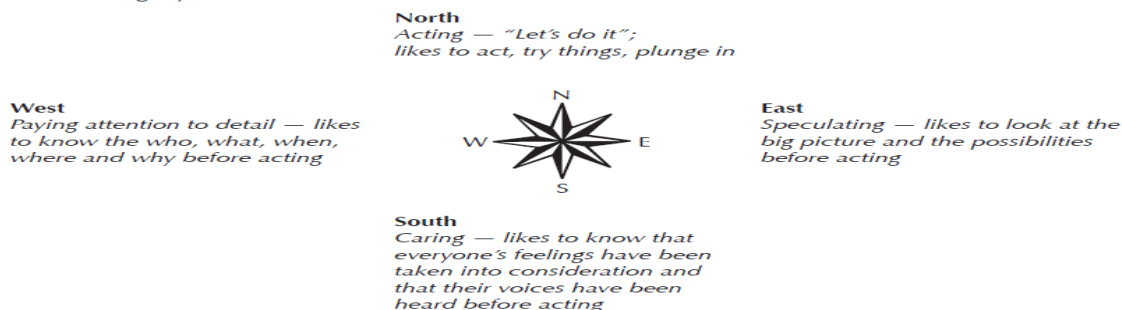 North
Acting — “Let’s do it”;
likes to act, try things, plunge in
West
Paying attention to detail — likes
to know the who, what, when,
where and why before acting
N
W
E
S
East
Speculating — likes to look at the
big picture and the possibilities
before acting
South
Caring — likes to know that
everyone’s feelings have been
taken into consideration and
that their voices have been
heard before acting